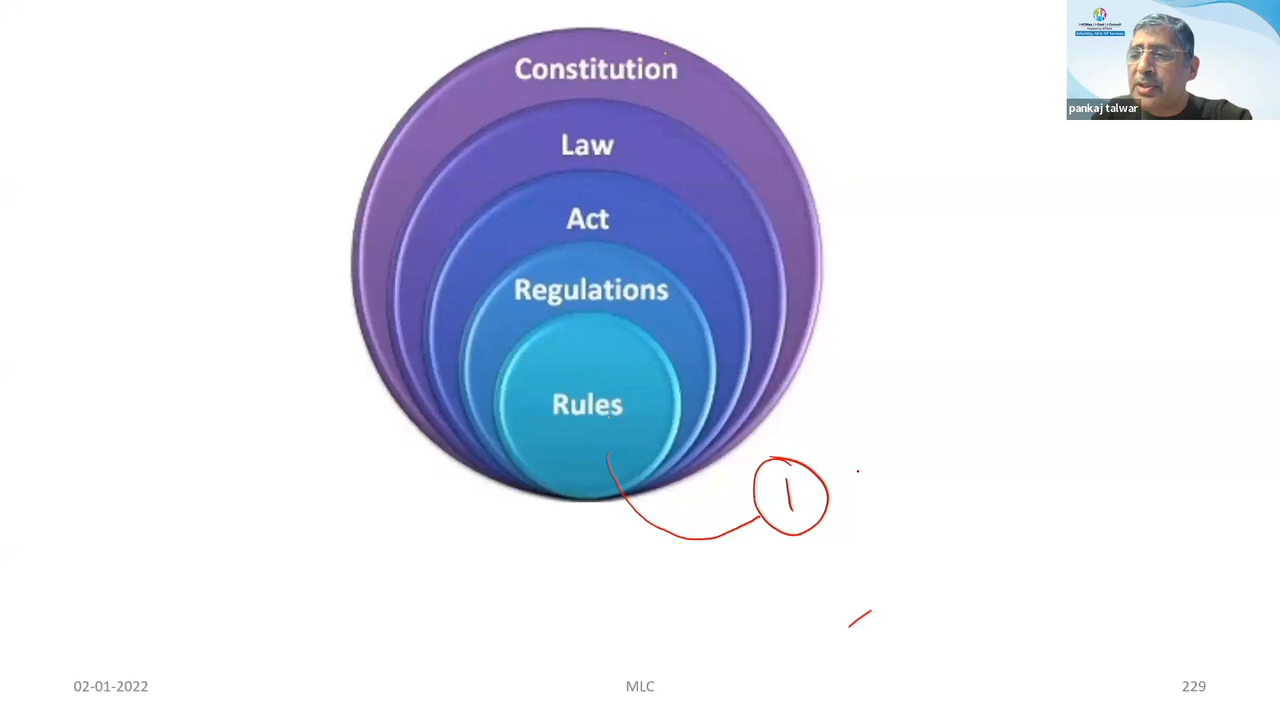 Constitution
Law
Act
Regulations
Rules
1
pankaj talwar
02-01-2022
MLC
229